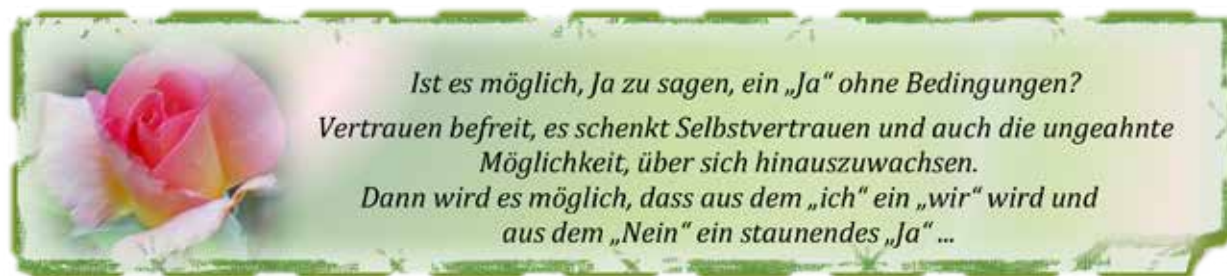 Ist es möglich, Ja zu sagen, ein „Ja“ ohne Bedingungen?
Vertrauen befreit, es schenkt Selbstvertrauen und auch die ungeahnte
Möglichkeit, über sich hinauszuwachsen.
Dann wird es möglich, dass aus dem „ich“ ein „wir“ wird und
aus dem „Nein“ ein staunendes „Ja“ ...